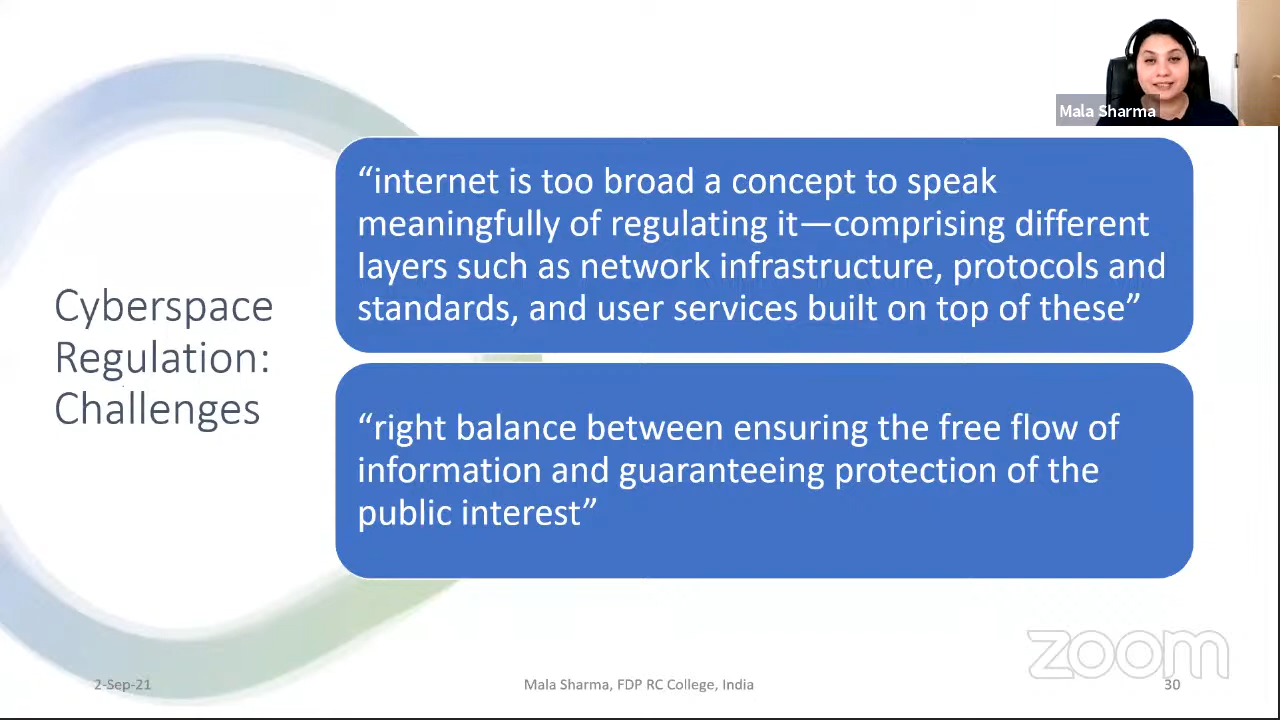 Mala Sharma
Cyberspace
Regulation:
Challenges
“internet is too broad a concept to speak
meaningfully of regulating it—comprising different
layers such as network infrastructure, protocols and
standards, and user services built on top of these”
“right balance between ensuring the free flow of
information and guaranteeing protection of the
public interest”
zoom
2-Sep-21
Mala Sharma, FDP RC College, India
30